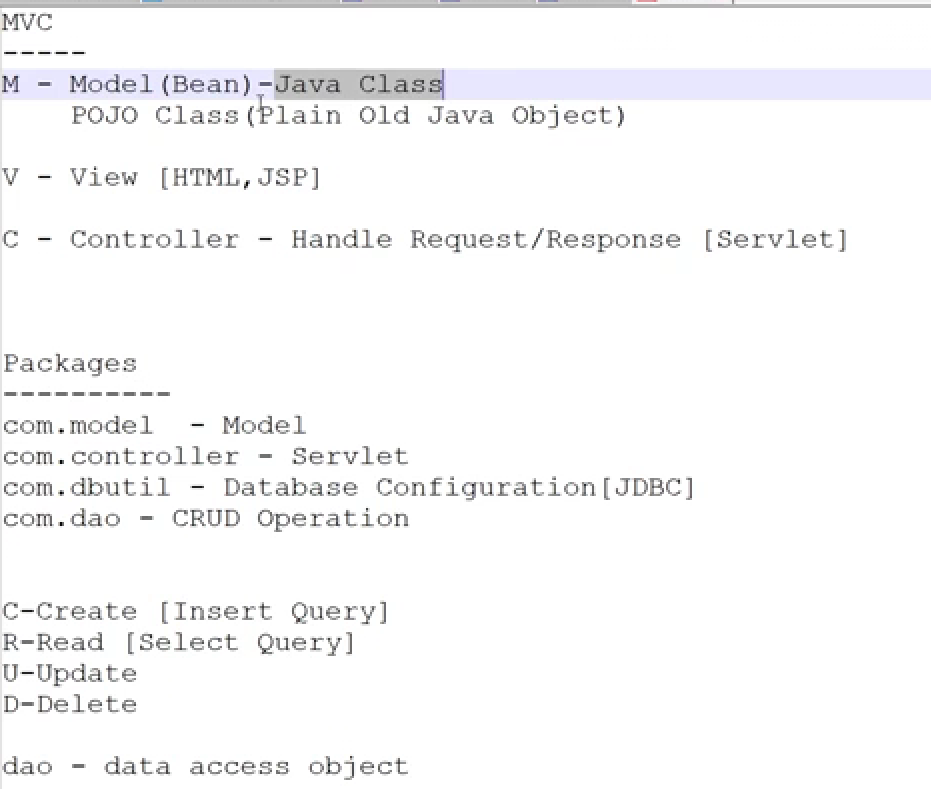 MVC
-----
M - Model(Bean)-Java Class
POJO Class(Plain Old Java Object)
V - View [HTML,JSP]
C - Controller - Handle Request/Response [Servlet]
Packages
----------
com.model  - Model
com.controller - Servlet
com.dbutil - Database Configuration[JDBC]
com.dao - CRUD Operation
C-Create [Insert Query]
R-Read [Select Query]
U-Update
D-Delete
dao - data access object